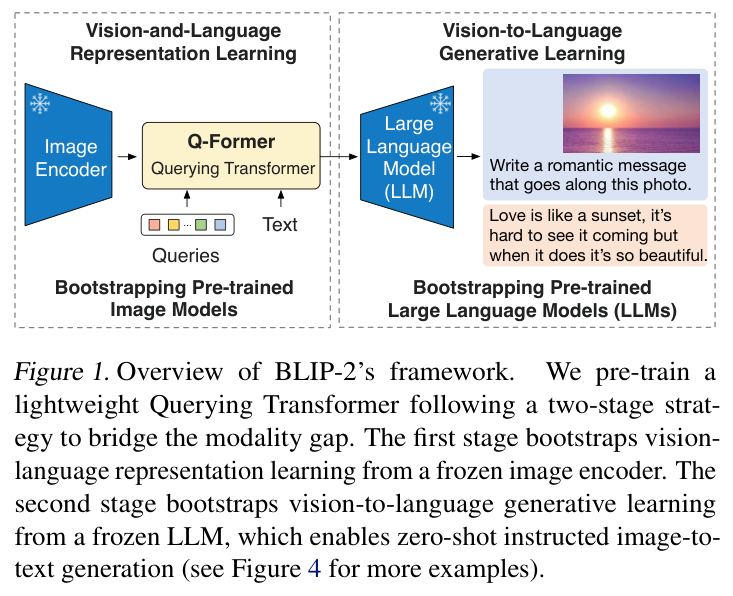 Vision-and-Language
Representation Learning
Vision-to-Language
Generative Learning
Image
Encoder
Q-Former
Querying Transformer
Queries
...
Text
Large
Language
Model
(LLM)
Write a romantic message
that goes along this photo.
Love is like a sunset, it's
hard to see it coming but
when it does it's so beautiful.
Bootstrapping Pre-trained
Image Models
Bootstrapping Pre-trained
Large Language Models (LLMs)
Figure 1. Overview of BLIP-2's framework. We pre-train a
lightweight Querying Transformer following a two-stage strat-
egy to bridge the modality gap. The first stage bootstraps vision-
language representation learning from a frozen image encoder. The
second stage bootstraps vision-to-language generative learning
from a frozen LLM, which enables zero-shot instructed image-to-
text generation (see Figure 4 for more examples).